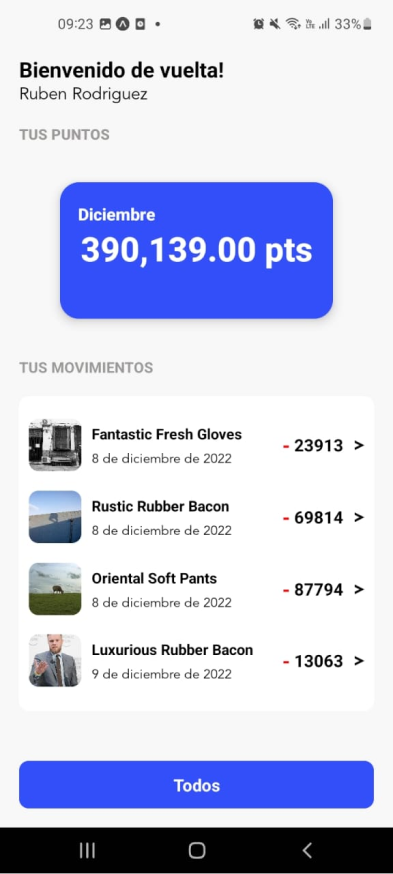 09:23
33%
Bienvenido de vuelta!
Ruben Rodriguez
TUS PUNTOS
Diciembre
390,139.00 pts
TUS MOVIMIENTOS
Fantastic Fresh Gloves
8 de diciembre de 2022
- 23913 >
Rustic Rubber Bacon
8 de diciembre de 2022
- 69814 >
Oriental Soft Pants
8 de diciembre de 2022
- 87794 >
Luxurious Rubber Bacon
9 de diciembre de 2022
- 13063 >
Todos